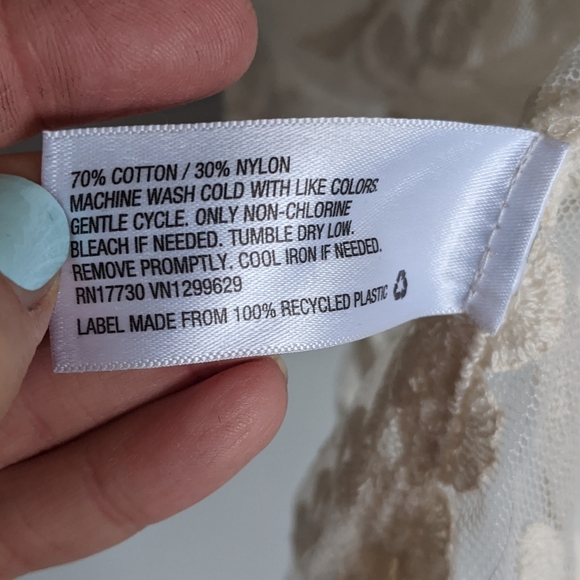 70% COTTON / 30% NYLON
MACHINE WASH COLD WITH LIKE COLORS.
GENTLE CYCLE. ONLY NON-CHLORINE
BLEACH IF NEEDED. TUMBLE DRY LOW.
REMOVE PROMPTLY. COOL IRON IF NEEDED.
RN17730 VN1299629
LABEL MADE FROM 100% RECYCLED PLASTIC